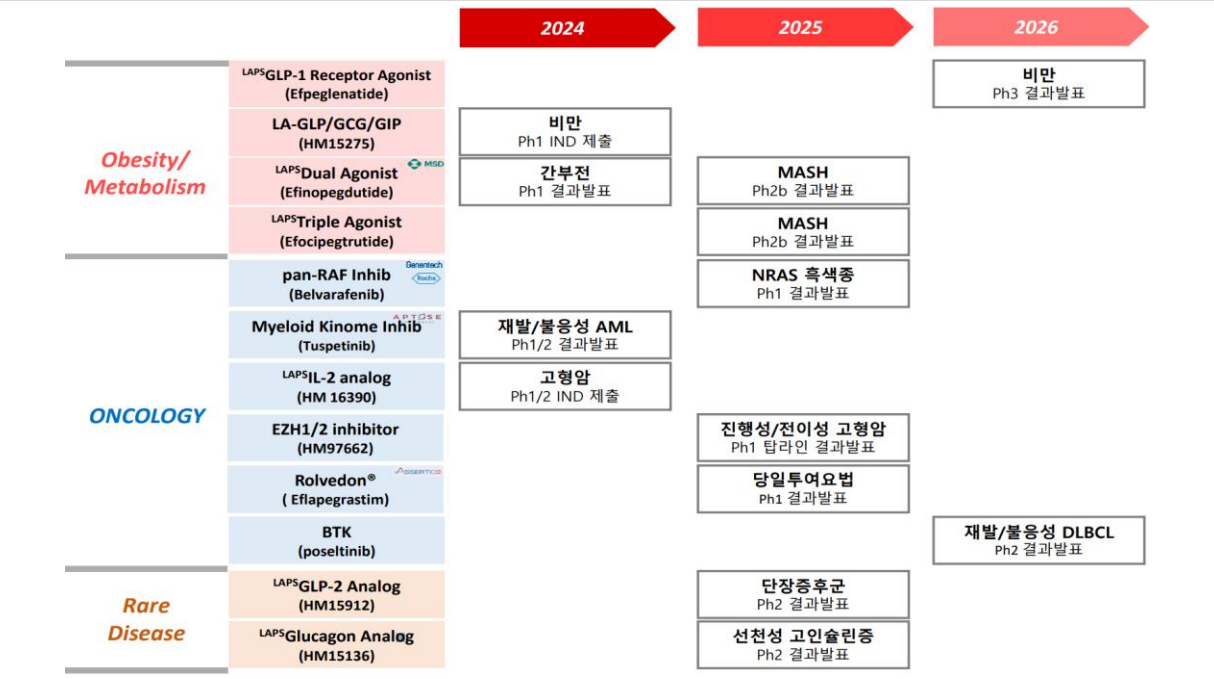 2024
2025
2026
Obesity/
Metabolism
LAPSGLP-1 Receptor Agonist
(Efpeglenatide)
비만
Ph3 결과발표
LA-GLP/GCG/GIP
(HM15275)
비만
Ph1 IND 제출
LAPSDual Agonist
(Efinopegdutide)
MSD
간부전
Ph1 결과발표
MASH
Ph2b 결과발표
LAPSTriple Agonist
(Efocipegtrutide)
MASH
Ph2b 결과발표
ONCOLOGY
pan-RAF Inhib
(Belvarafenib)
Genentech
Roche
NRAS 흑색종
Ph1 결과발표
Myeloid Kinome Inhib
(Tuspetinib)
APTOSE
재발/불응성 AML
Ph1/2 결과발표
LAPSIL-2 analog
(HM 16390)
고형암
Ph1/2 IND 제출
EZH1/2 inhibitor
(HM97662)
진행성/전이성 고형암
Ph1 탑라인 결과발표
Rolvedon®
( Eflapegrastim)
ASSERTIO
당일투여요법
Ph1 결과발표
BTK
(poseltinib)
재발/불응성 DLBCL
Ph2 결과발표
Rare
Disease
LAPSGLP-2 Analog
(HM15912)
단장증후군
Ph2 결과발표
LAPSGlucagon Analog
(HM15136)
선천성 고인슐린증
Ph2 결과발표